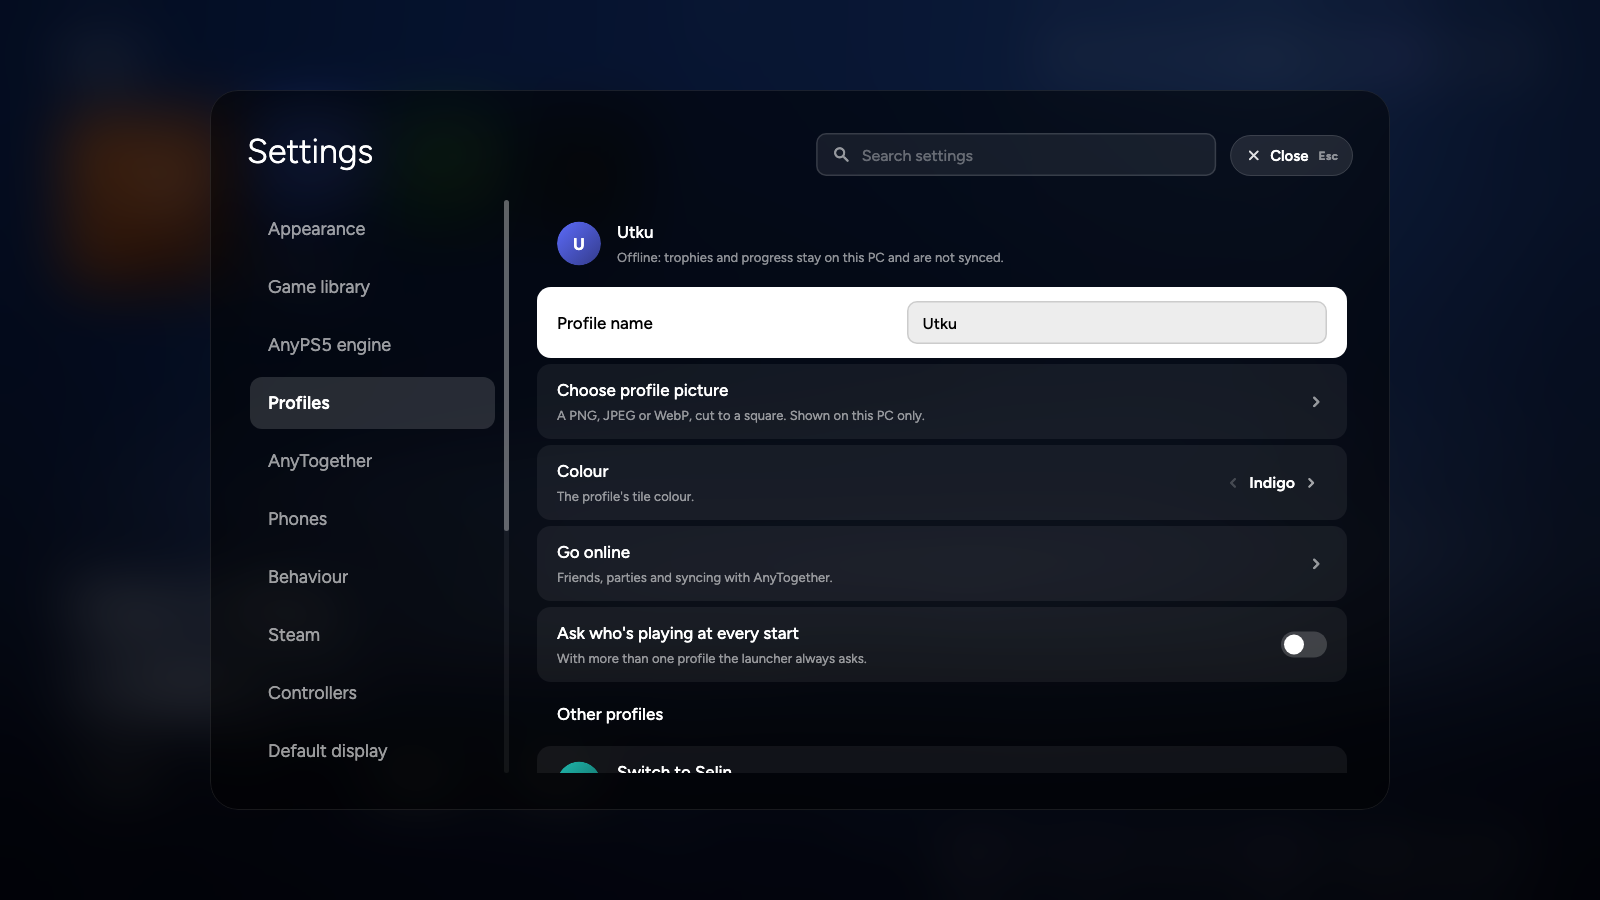 Settings
Search settings
Close Esc
Appearance
Game library
AnyPS5 engine
Profiles
AnyTogether
Phones
Behaviour
Steam
Controllers
Default display
U
Utku
Offline: trophies and progress stay on this PC and are not synced.
Profile name
Utku
Choose profile picture
A PNG, JPEG or WebP, cut to a square. Shown on this PC only.
Colour
The profile's tile colour.
Indigo
Go online
Friends, parties and syncing with AnyTogether.
Ask who's playing at every start
With more than one profile the launcher always asks.
Other profiles
Switch to Selin